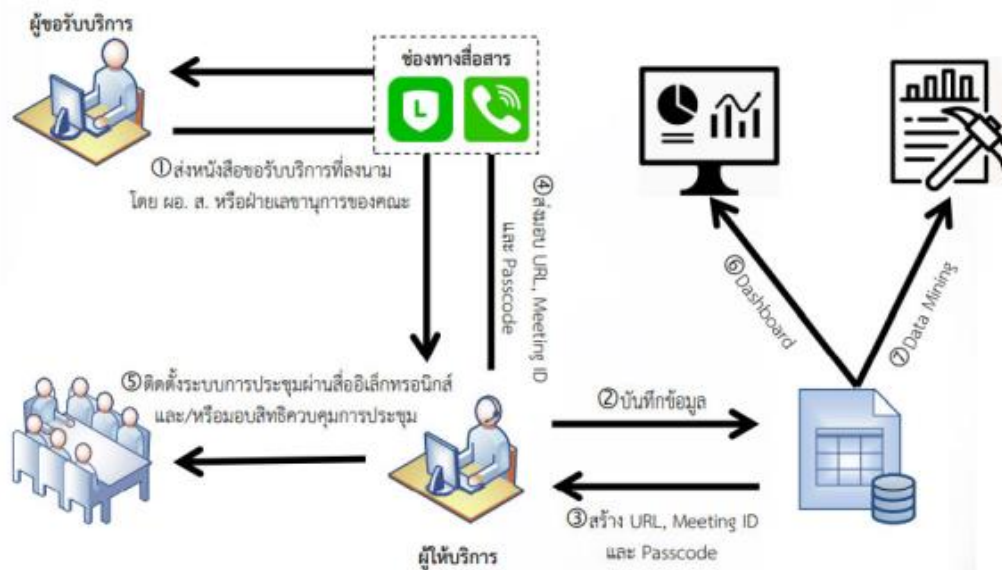 ผู้ขอรับบริการ
ช่องทางสื่อสาร
L
①ส่งหนังสือขอรับบริการที่ลงนาม
โดย ผอ. ส. หรือฝ่ายเลขานุการของคณะ
④ส่งมอบ URL, Meeting ID
และ Passcode
⑥Dashboard
⑦Data Mining
⑤ติดตั้งระบบการประชุมผ่านสื่ออิเล็กทรอนิกส์
และ/หรือมอบสิทธิควบคุมการประชุม
②บันทึกข้อมูล
③สร้าง URL, Meeting ID
และ Passcode
ผู้ให้บริการ